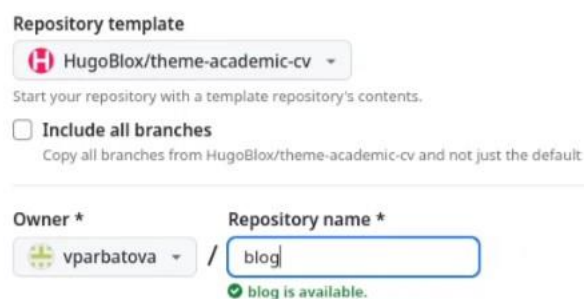 Repository template
HugoBlox/theme-academic-cv
Start your repository with a template repository's contents.
Include all branches
Copy all branches from HugoBlox/theme-academic-cv and not just the default
Owner * Repository name *
vparbatova / blog
blog is available.